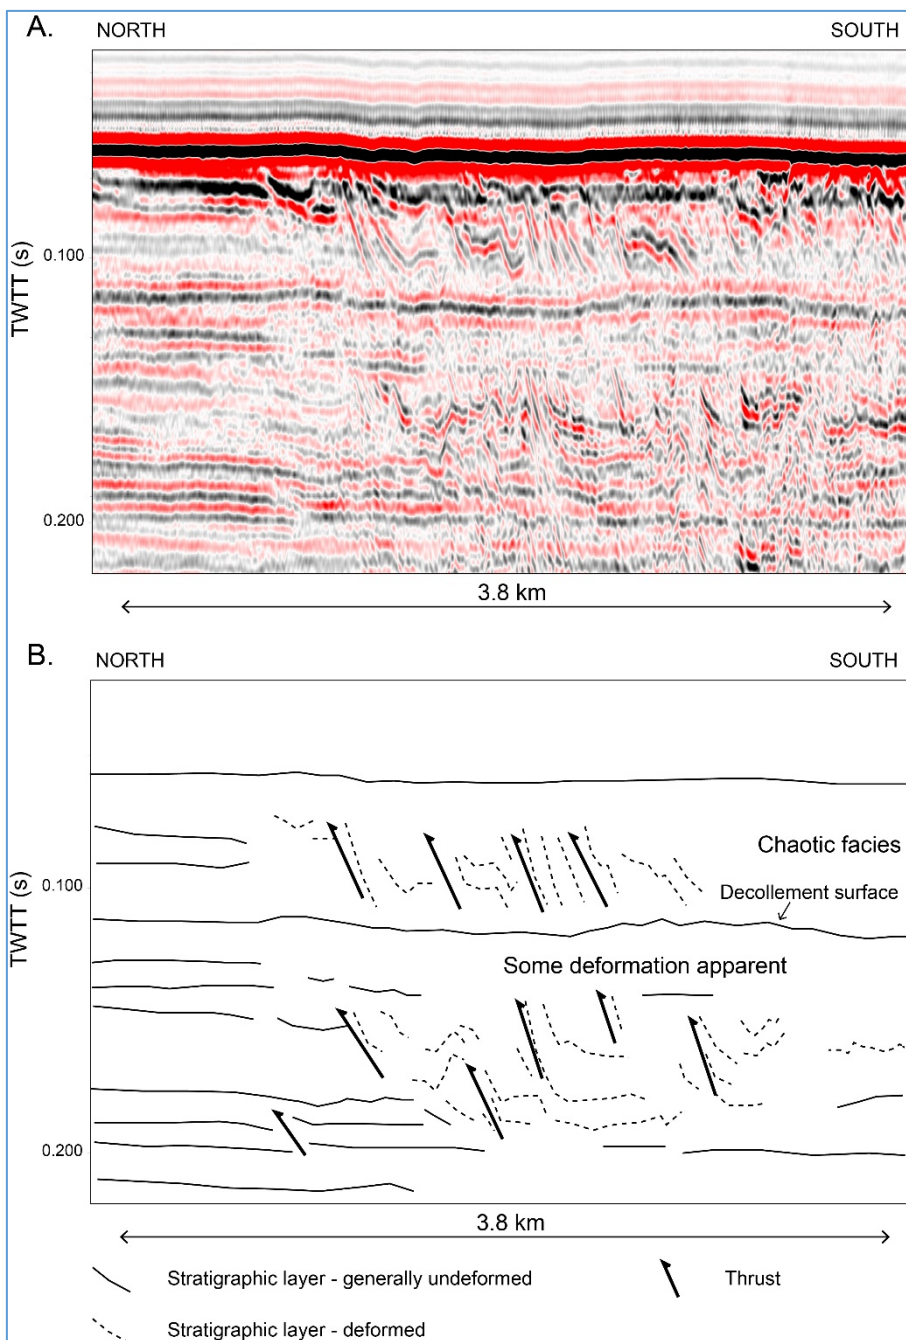 A.
NORTH SOUTH
TWTT (s)
0.100
0.200
3.8 km
B.
NORTH SOUTH
TWTT (s)
Chaotic facies
0.100
Decollement surface
Some deformation apparent
0.200
3.8 km
Stratigraphic layer - generally undeformed Thrust
Stratigraphic layer - deformed